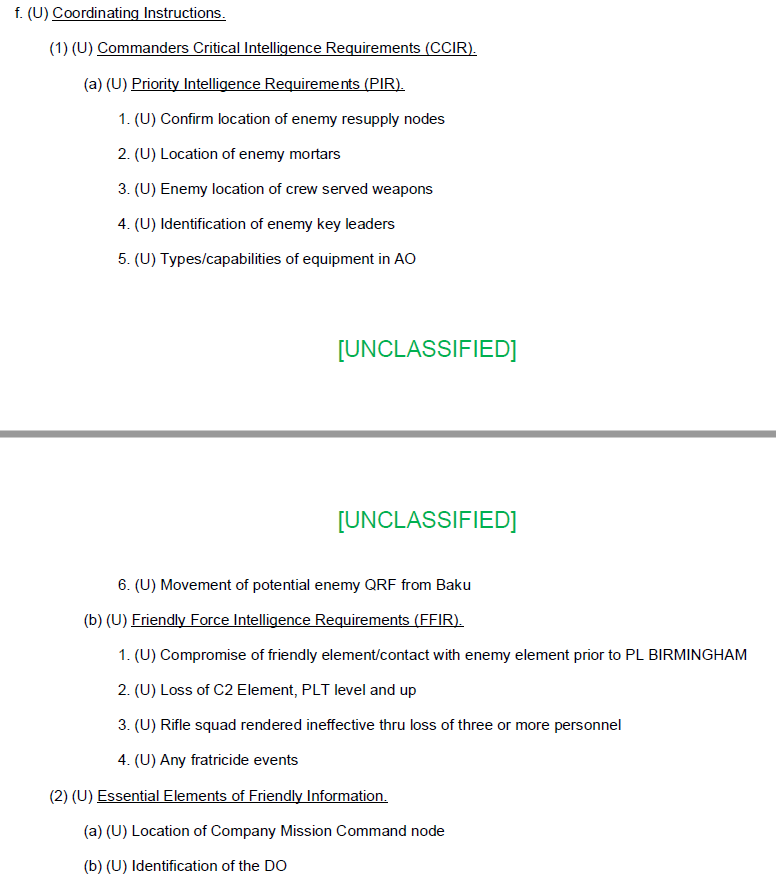 f. (U) Coordinating Instructions.
(1) (U) Commanders Critical Intelligence Requirements (CCIR).
(a) (U) Priority Intelligence Requirements (PIR).
1. (U) Confirm location of enemy resupply nodes
2. (U) Location of enemy mortars
3. (U) Enemy location of crew served weapons
4. (U) Identification of enemy key leaders
5. (U) Types/capabilities of equipment in AO
[UNCLASSIFIED]
[UNCLASSIFIED]
6. (U) Movement of potential enemy QRF from Baku
(b) (U) Friendly Force Intelligence Requirements (FFIR).
1. (U) Compromise of friendly element/contact with enemy element prior to PL BIRMINGHAM
2. (U) Loss of C2 Element, PLT level and up
3. (U) Rifle squad rendered ineffective thru loss of three or more personnel
4. (U) Any fratricide events
(2) (U) Essential Elements of Friendly Information.
(a) (U) Location of Company Mission Command node
(b) (U) Identification of the DO